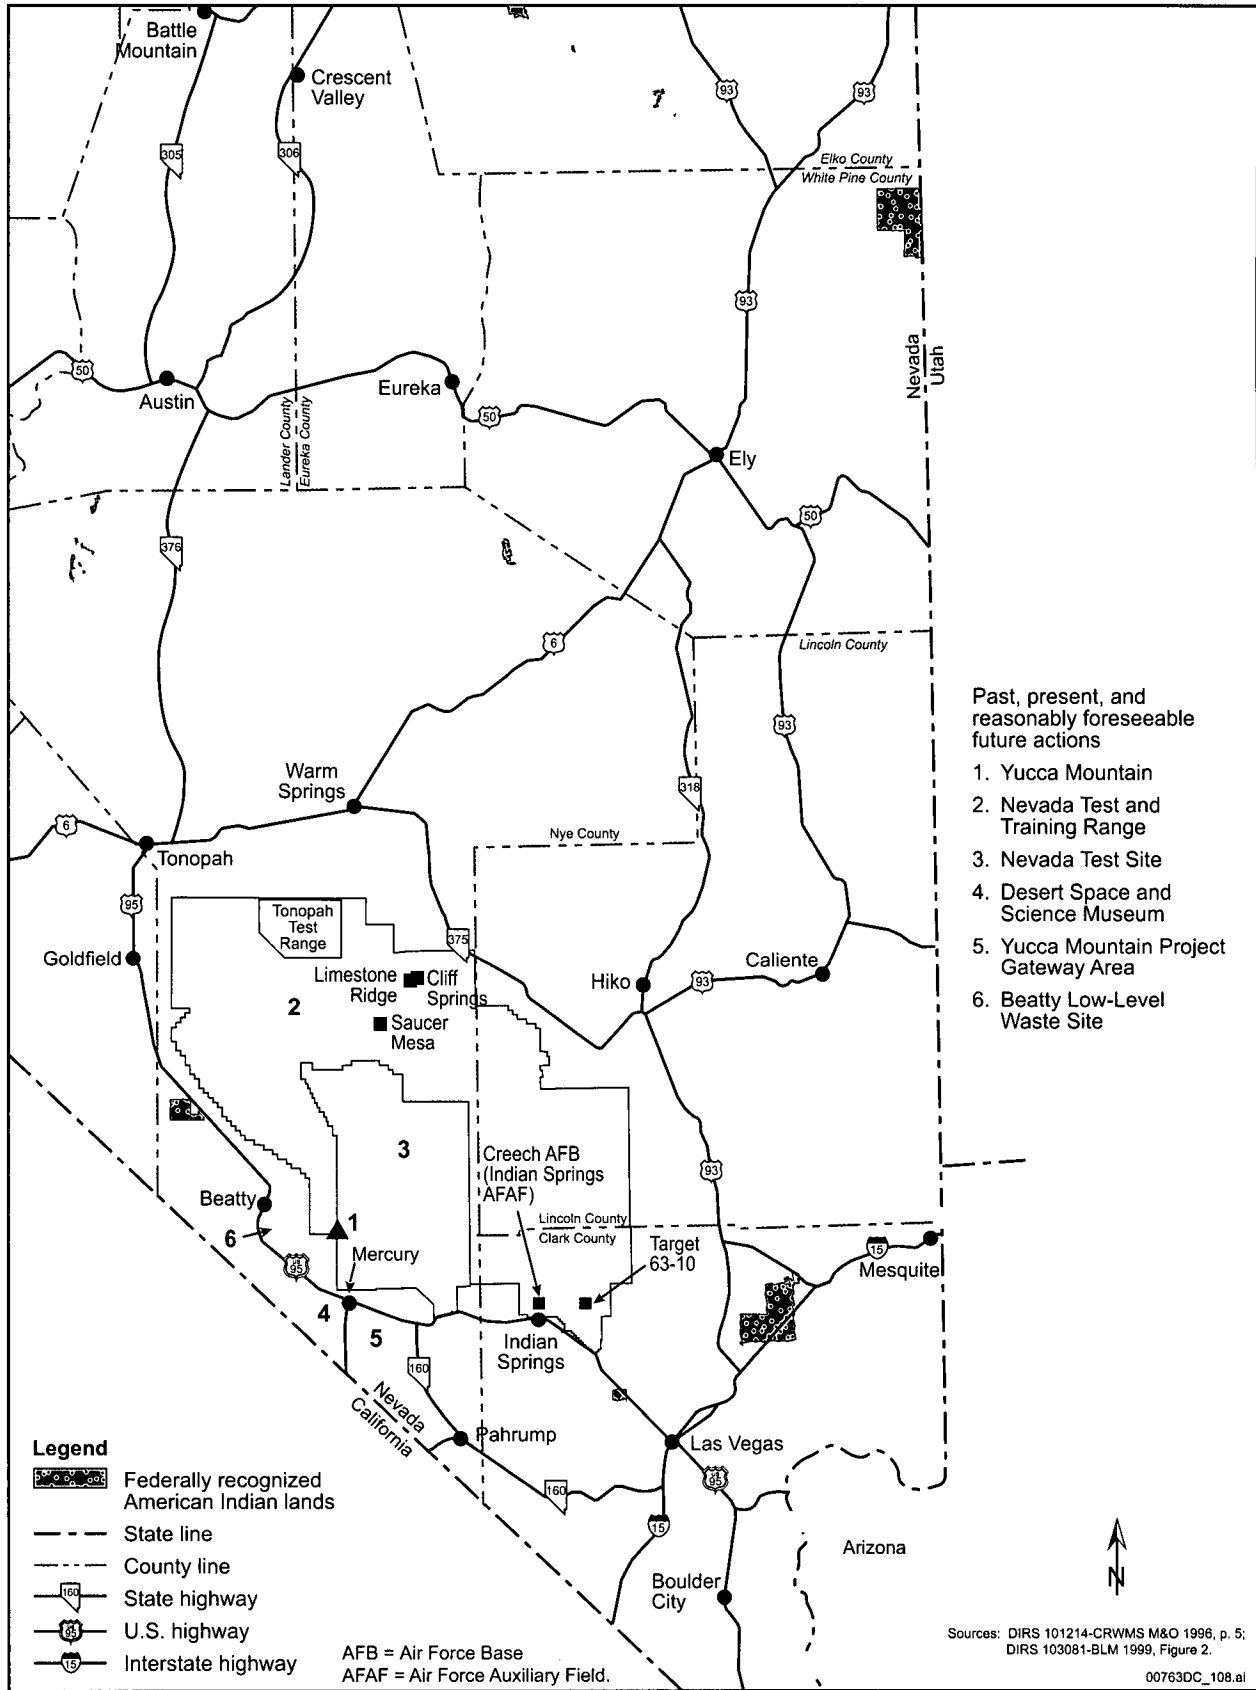 Battle
Mountain
Crescent
Valley
93
93
305
306
Elko County
White Pine County
93
Nevada
Utah
50
Austin
Eureka
50
Lander County
Eureka County
Ely
50
376
6
Lincoln County
93
Warm
Springs
318
6
Tonopah
Nye County
95
Tonopah
Test
Range
375
Goldfield
Limestone
Ridge
Cliff
Springs
Hiko
93
Caliente
2
Saucer
Mesa
3
Creech AFB
(Indian Springs
AFAF)
93
Beatty
1
6
Lincoln County
Clark County
Mercury
Target
63-10
15
Mesquite
95
4
5
Indian
Springs
160
Nevada
California
Pahrump
Las Vegas
95
160
15
Arizona
Boulder
City
N
Past, present, and
reasonably foreseeable
future actions
1. Yucca Mountain
2. Nevada Test and
Training Range
3. Nevada Test Site
4. Desert Space and
Science Museum
5. Yucca Mountain Project
Gateway Area
6. Beatty Low-Level
Waste Site
Legend
Federally recognized
American Indian lands
State line
County line
160 State highway
95 U.S. highway
15 Interstate highway
AFB = Air Force Base
AFAF = Air Force Auxiliary Field.
Sources: DIRS 101214-CRWMS M&O 1996, p. 5;
DIRS 103081-BLM 1999, Figure 2.
00763DC_108.ai